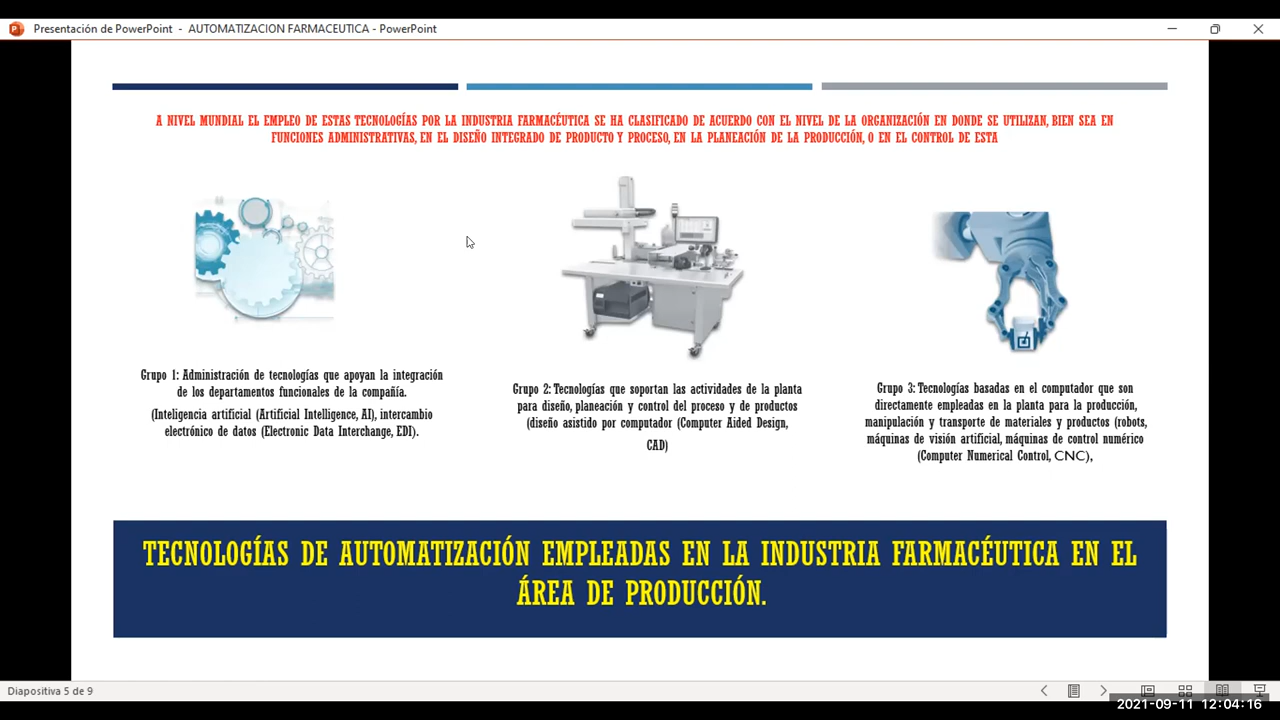 Presentación de PowerPoint - AUTOMATIZACION FARMACEUTICA - PowerPoint
A NIVEL MUNDIAL EL EMPLEO DE ESTAS TECNOLOGÍAS POR LA INDUSTRIA FARMACÉUTICA SE HA CLASIFICADO DE ACUERDO CON EL NIVEL DE LA ORGANIZACIÓN EN DONDE SE UTILIZAN, BIEN SEA EN
FUNCIONES ADMINISTRATIVAS, EN EL DISEÑO INTEGRADO DE PRODUCTO Y PROCESO, EN LA PLANEACIÓN DE LA PRODUCCIÓN, O EN EL CONTROL DE ESTA
Grupo 1: Administración de tecnologías que apoyan la integración
de los departamentos funcionales de la compañía.
(Inteligencia artificial (Artificial Intelligence, AI), intercambio
electrónico de datos (Electronic Data Interchange, EDI).
Grupo 2: Tecnologías que soportan las actividades de la planta
para diseño, planeación y control del proceso y de productos
(diseño asistido por computador (Computer Aided Design,
CAD)
Grupo 3: Tecnologías basadas en el computador que son
directamente empleadas en la planta para la producción,
manipulación y transporte de materiales y productos (robots,
máquinas de visión artificial, máquinas de control numérico
(Computer Numerical Control, CNC),
TECNOLOGÍAS DE AUTOMATIZACIÓN EMPLEADAS EN LA INDUSTRIA FARMACÉUTICA EN EL
ÁREA DE PRODUCCIÓN.
Diapositiva 5 de 9
2021-09-11 12:04:16